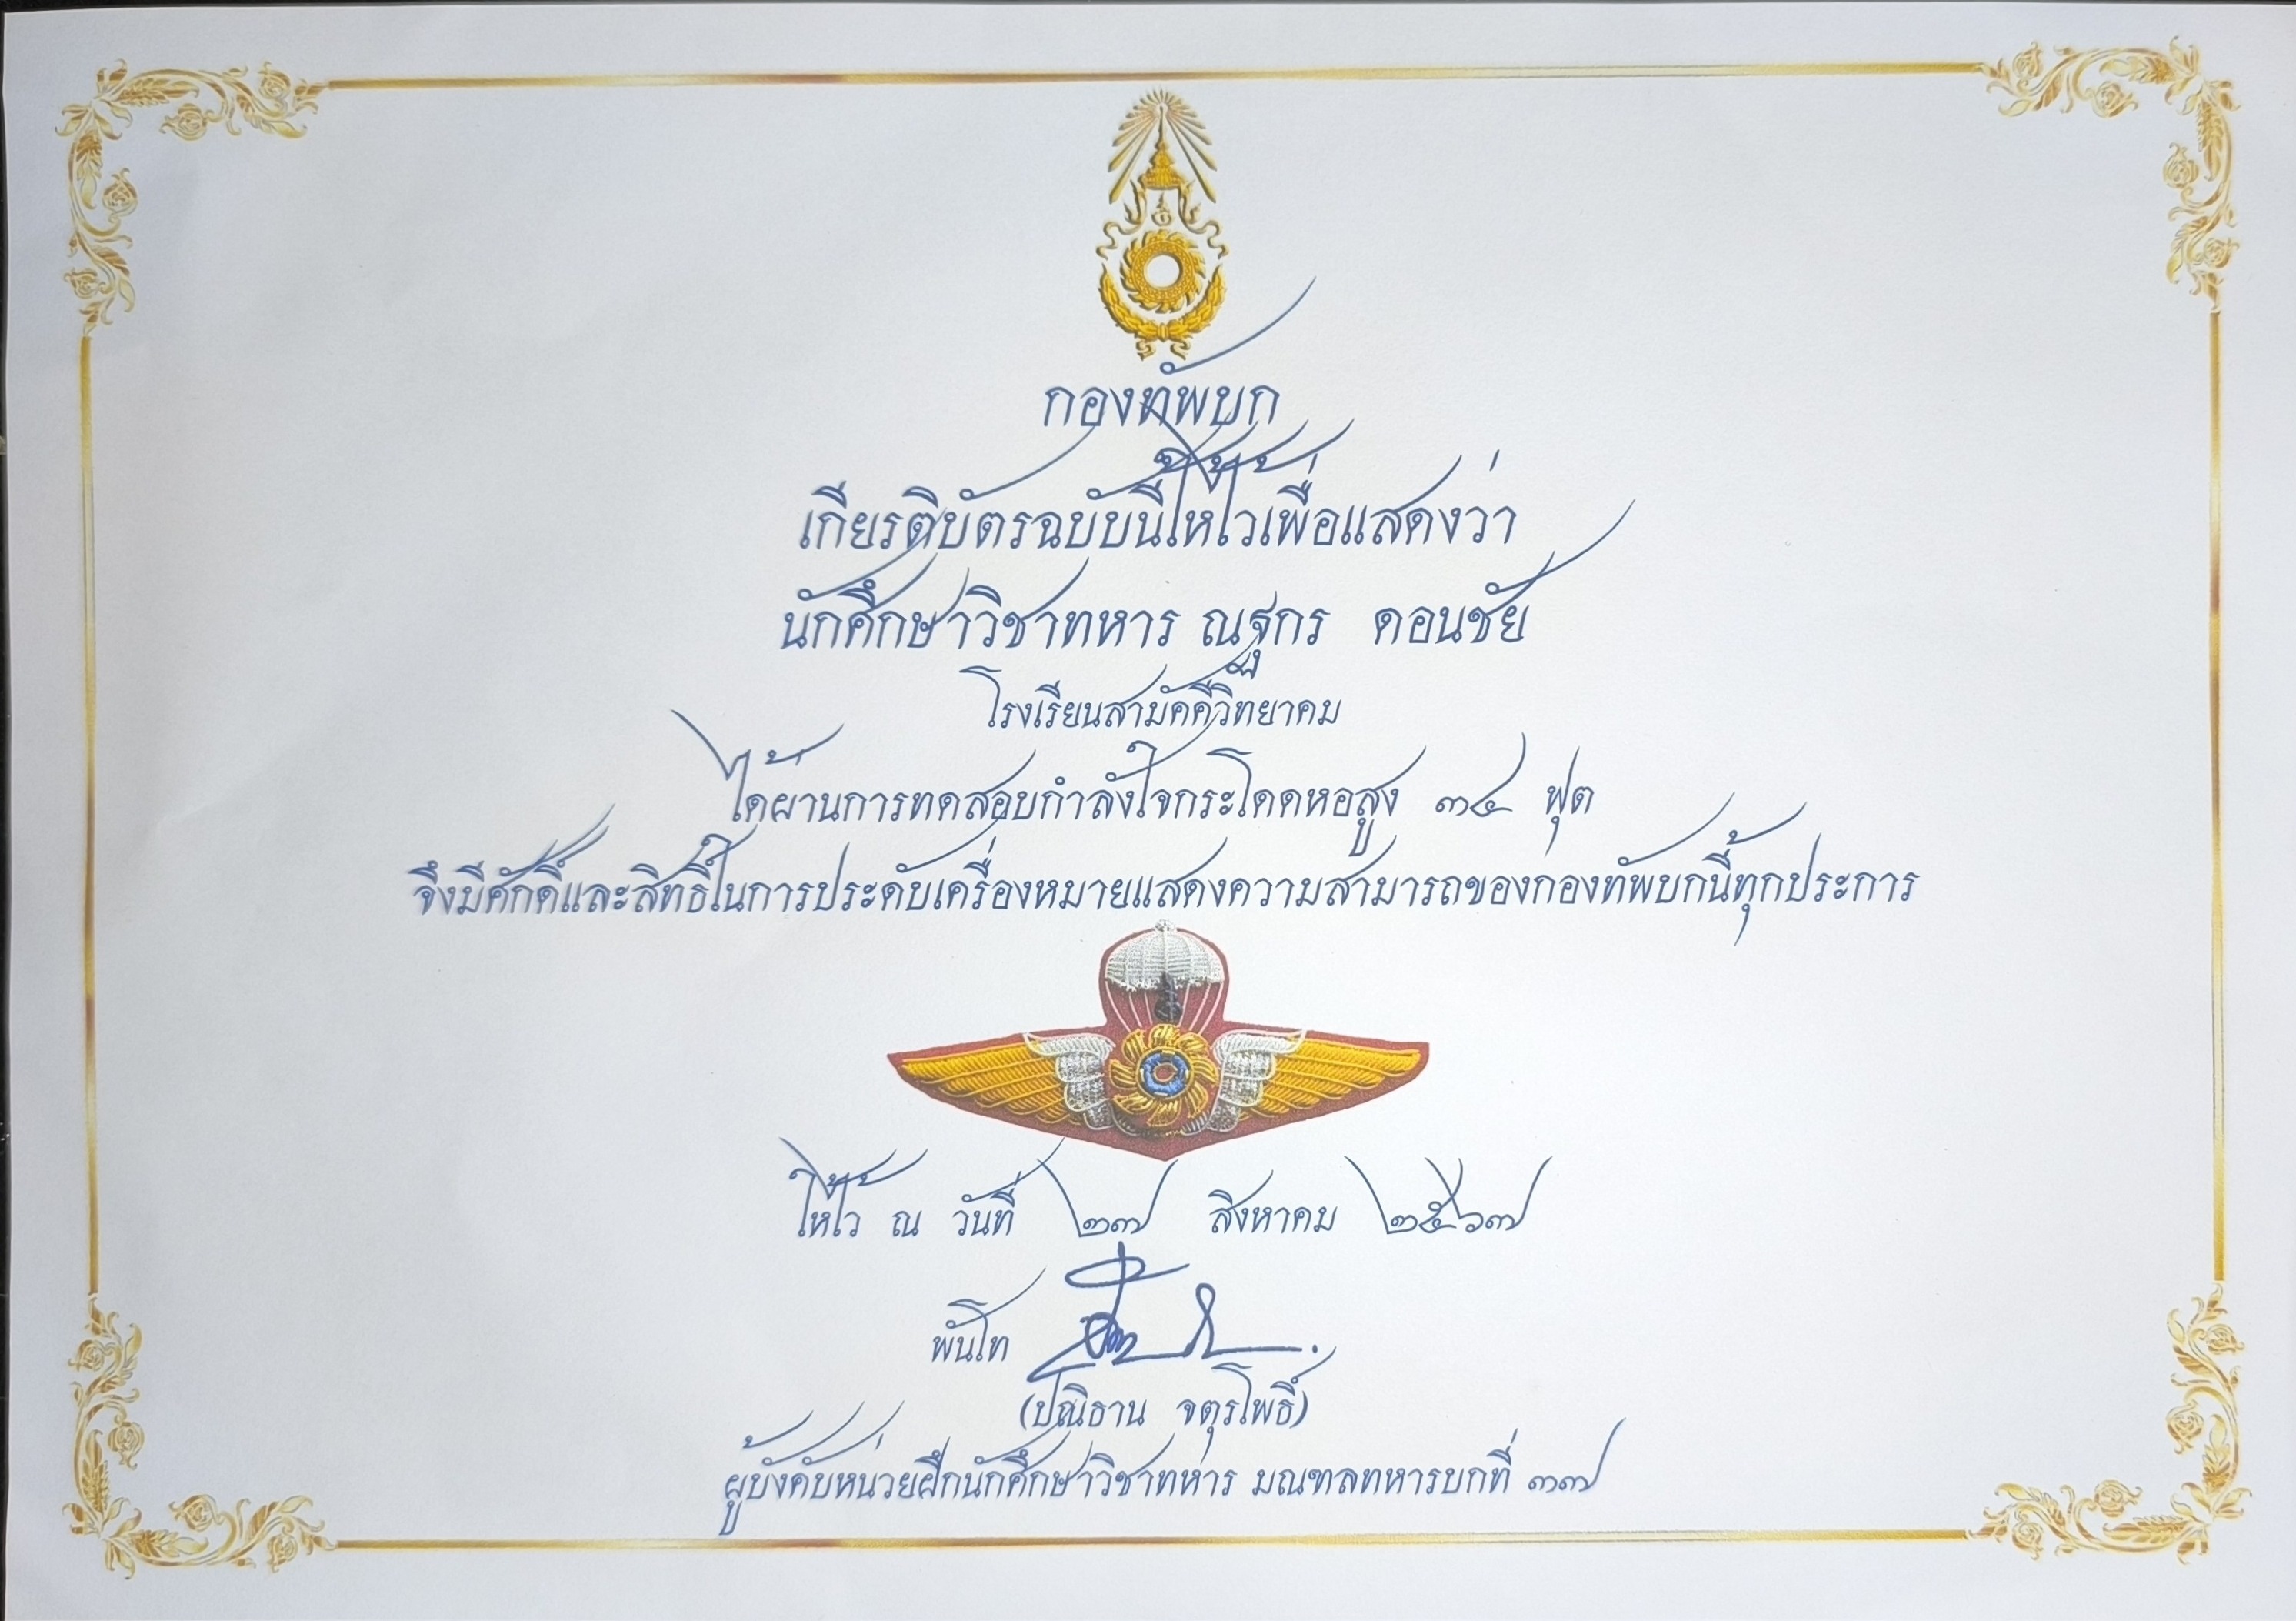 กองทัพบก
เกียรติบัตรฉบับนี้ให้ไว้เพื่อแสดงว่า
นักศึกษาวิชาทหาร ณฐกร ดอนชัย
โรงเรียนสามัคคีวิทยาคม
ได้ผ่านการทดสอบกำลังใจกระโดดหอสูง ๓๔ ฟุต
จึงมีศักดิ์และสิทธิ์ในการประดับเครื่องหมายแสดงความสามารถของกองทัพบกนี้ทุกประการ
ให้ไว้ ณ วันที่ ๒๗ สิงหาคม ๒๕๖๗
พันโท
(ปณิธาน จตุรโพธิ์)
ผู้บังคับหน่วยฝึกนักศึกษาวิชาทหาร มณฑลทหารบกที่ ๓๗